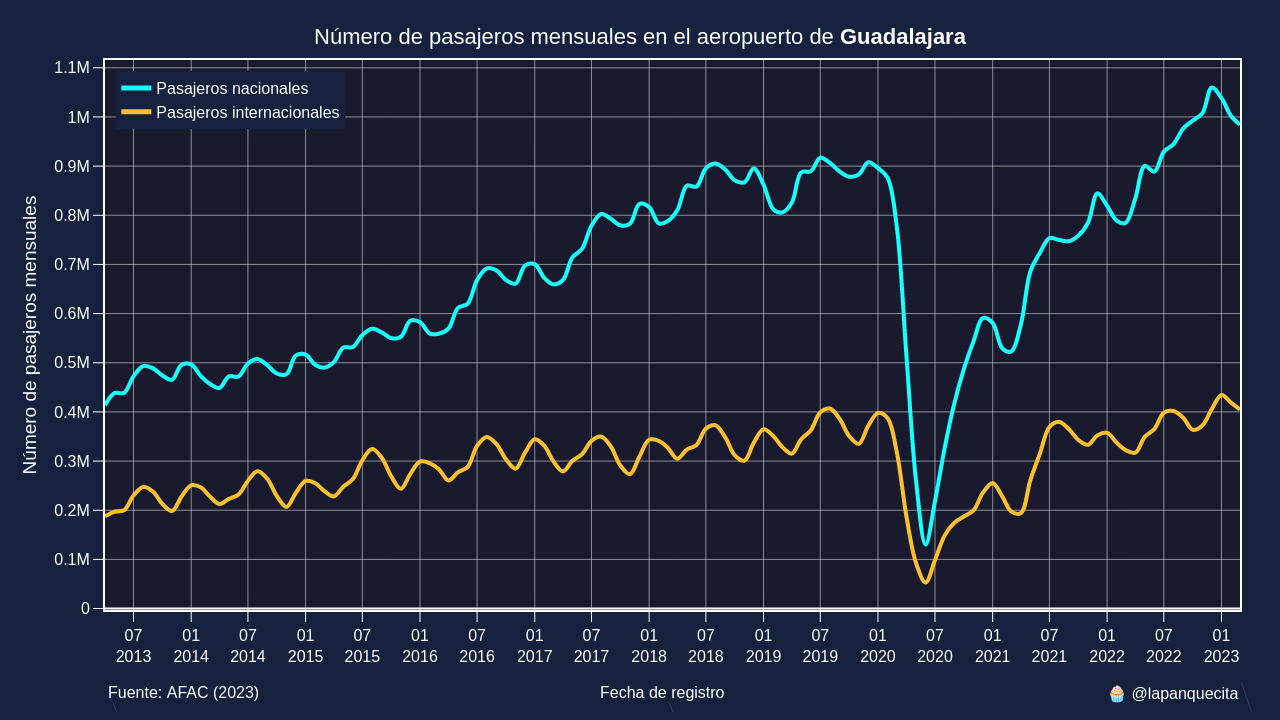 Número de pasajeros mensuales en el aeropuerto de Guadalajara
Pasajeros nacionales
Pasajeros internacionales
Número de pasajeros mensuales
1.1M
1M
0.9M
0.8M
0.7M
0.6M
0.5M
0.4M
0.3M
0.2M
0.1M
0
07 01 07 01 07 01 07 01 07 01 07 01 07 01 07 01 07 01 07 01
2013 2014 2014 2015 2015 2016 2016 2017 2017 2018 2018 2019 2019 2020 2020 2021 2021 2022 2022 2023
Fuente: AFAC (2023)
Fecha de registro
🧁 @lapanquecita